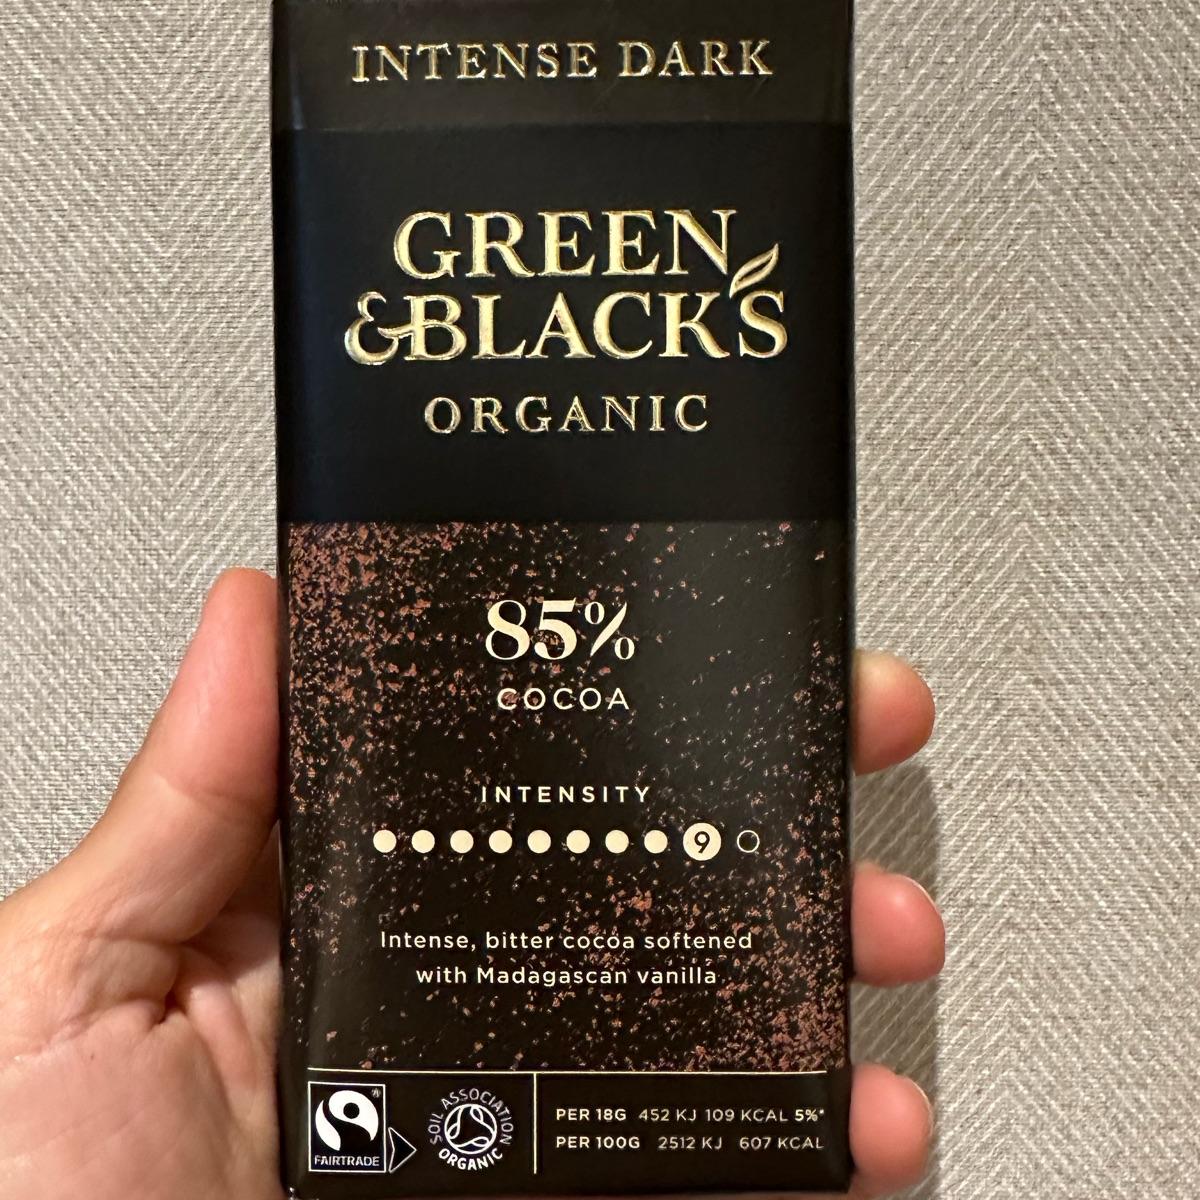 INTENSE DARK
GREEN
&BLACK'S
ORGANIC
85%
COCOA
INTENSITY
9
Intense, bitter cocoa softened
with Madagascan vanilla
FAIRTRADE
SOIL ASSOCIATION
ORGANIC
PER 18G 452 KJ 109 KCAL 5%*
PER 100G 2512 KJ 607 KCAL